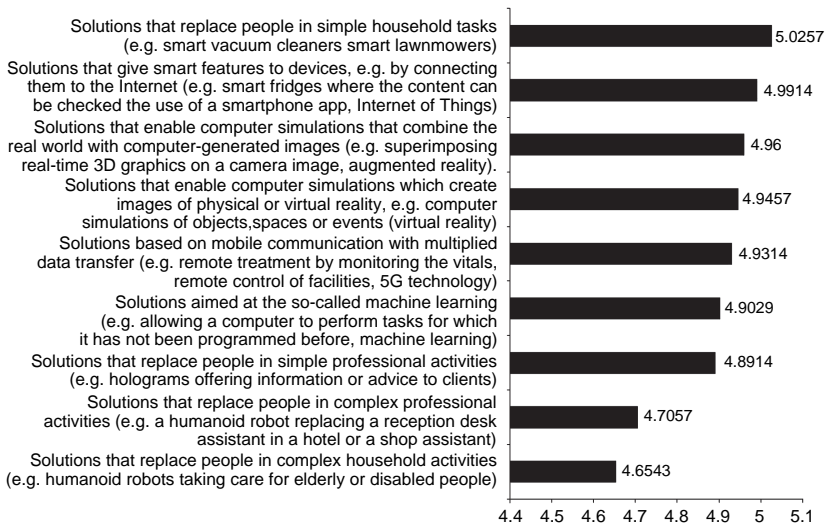 Solutions that replace people in simple household tasks
(e.g. smart vacuum cleaners smart lawnmowers)
5.0257
Solutions that give smart features to devices, e.g. by connecting
them to the Internet (e.g. smart fridges where the content can
be checked the use of a smartphone app, Internet of Things)
4.9914
Solutions that enable computer simulations that combine the
real world with computer-generated images (e.g. superimposing
real-time 3D graphics on a camera image, augmented reality).
4.96
Solutions that enable computer simulations which create
images of physical or virtual reality, e.g. computer
simulations of objects,spaces or events (virtual reality)
4.9457
Solutions based on mobile communication with multiplied
data transfer (e.g. remote treatment by monitoring the vitals,
remote control of facilities, 5G technology)
4.9314
Solutions aimed at the so-called machine learning
(e.g. allowing a computer to perform tasks for which
it has not been programmed before, machine learning)
4.9029
Solutions that replace people in simple professional activities
(e.g. holograms offering information or advice to clients)
4.8914
Solutions that replace people in complex professional
activities (e.g. a humanoid robot replacing a reception desk
assistant in a hotel or a shop assistant)
4.7057
Solutions that replace people in complex household activities
(e.g. humanoid robots taking care for elderly or disabled people)
4.6543
4.4 4.5 4.6 4.7 4.8 4.9 5 5.1